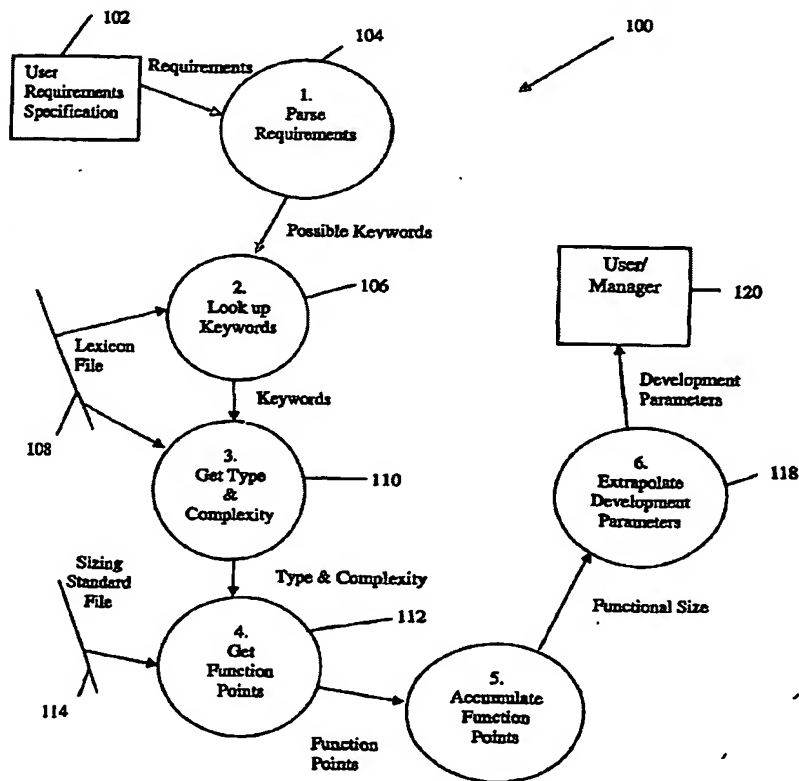 102
104
100
User
Requirements
Specification
Requirements
1.
Parse
Requirements
Possible Keywords
2.
Look up
Keywords
106
User/
Manager
120
Lexicon
File
Keywords
Development
Parameters
108
3.
Get Type
&
Complexity
110
6.
Extrapolate
Development
Parameters
118
Sizing
Standard
File
Type & Complexity
112
Functional Size
4.
Get
Function
Points
114
Function
Points
5.
Accumulate
Function
Points